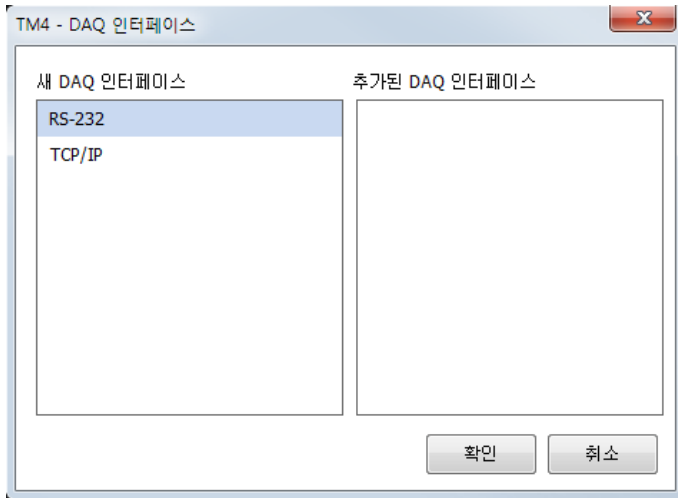 TM4 - DAQ 인터페이스
새 DAQ 인터페이스
추가된 DAQ 인터페이스
RS-232
TCP/IP
확인
취소